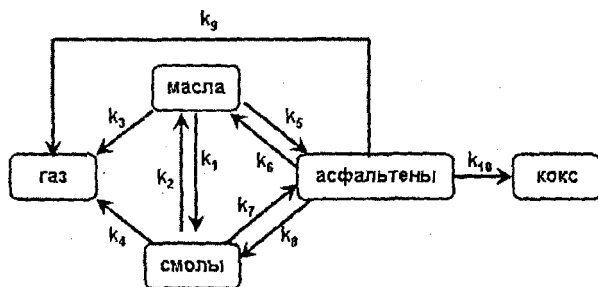 k₉
масла
k₃
k₅
k₁
k₂
k₆
газ
асфальтены
k₁₀
кокс
k₇
k₄
k₈
смолы